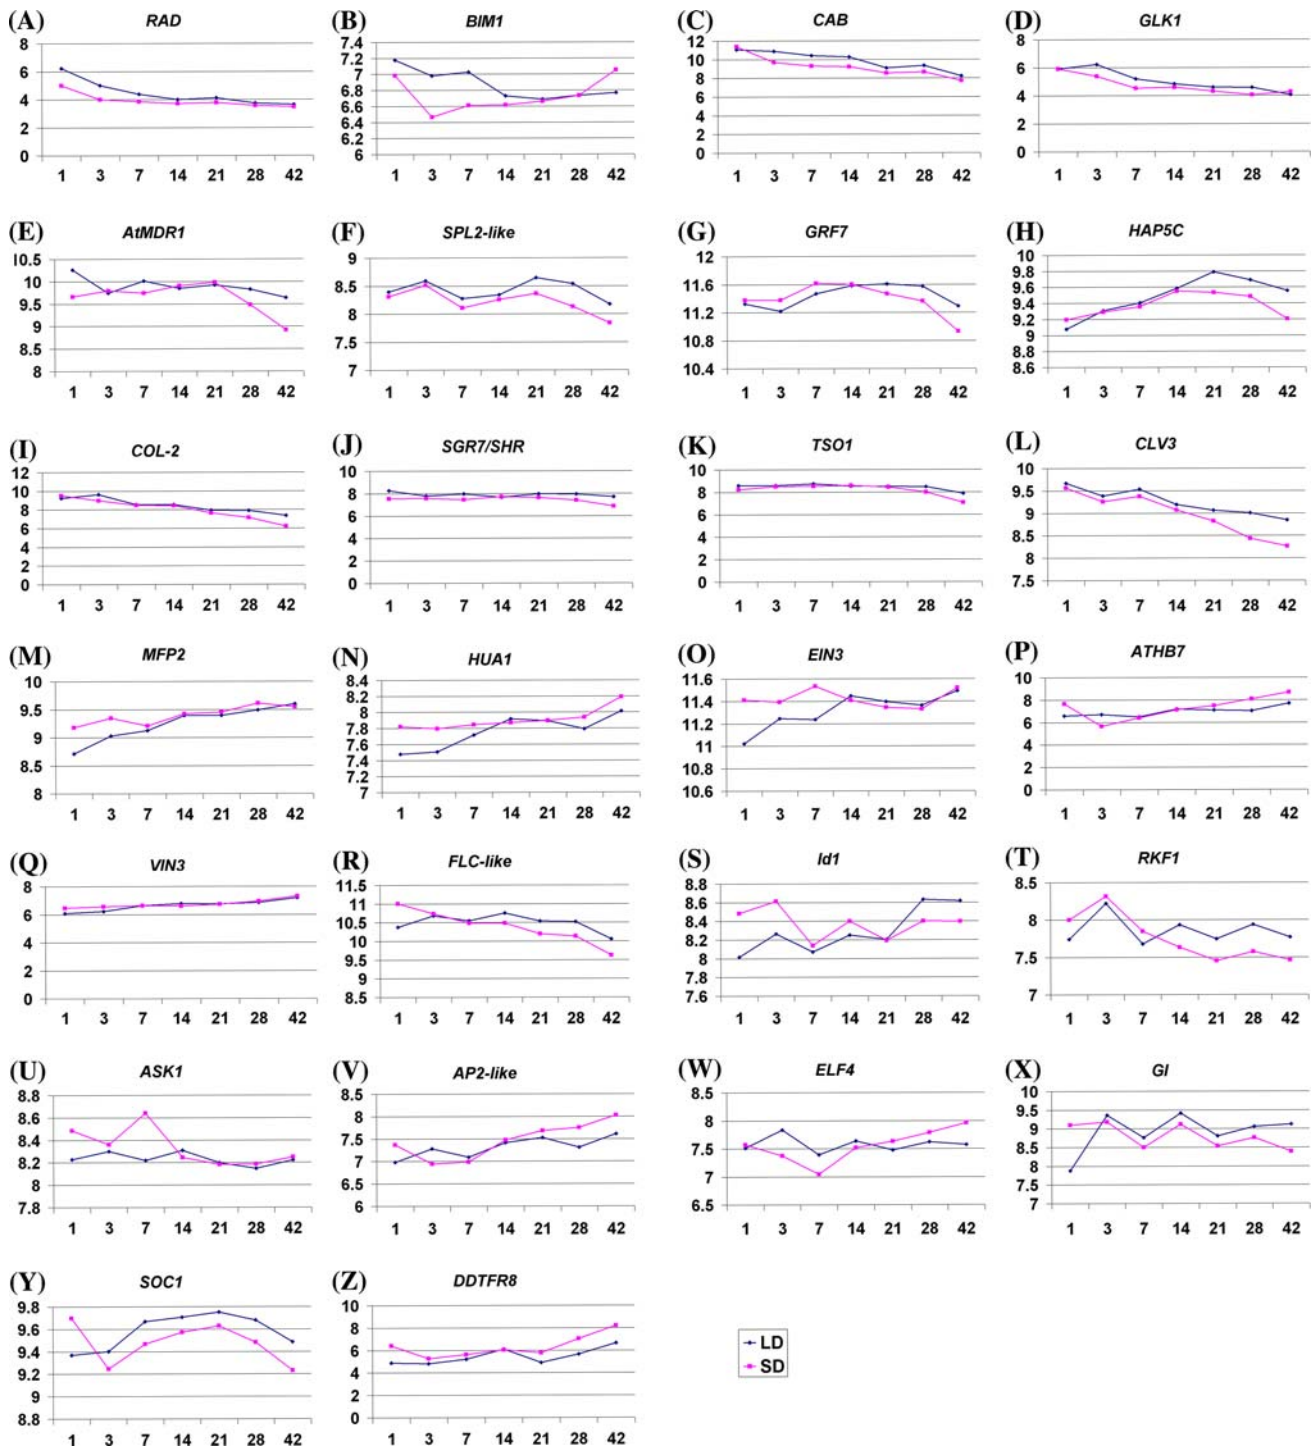 (A) RAD
8
6
4
2
0
1 3 7 14 21 28 42
(B) BIM1
7.4
7.2
7
6.8
6.6
6.4
6.2
6
1 3 7 14 21 28 42
(C) CAB
12
10
8
6
4
2
0
1 3 7 14 21 28 42
(D) GLK1
8
6
4
2
0
1 3 7 14 21 28 42
(E) AtMDR1
10.5
10
9.5
9
8.5
8
1 3 7 14 21 28 42
(F) SPL2-like
9
8.5
8
7.5
7
1 3 7 14 21 28 42
(G) GRF7
12
11.6
11.2
10.8
10.4
1 3 7 14 21 28 42
(H) HAP5C
10
9.8
9.6
9.4
9.2
9
8.8
8.6
1 3 7 14 21 28 42
(I) COL-2
12
10
8
6
4
2
0
1 3 7 14 21 28 42
(J) SGR7/SHR
10
8
6
4
2
0
1 3 7 14 21 28 42
(K) TSO1
10
8
6
4
2
0
1 3 7 14 21 28 42
(L) CLV3
10
9.5
9
8.5
8
7.5
1 3 7 14 21 28 42
(M) MFP2
10
9.5
9
8.5
8
1 3 7 14 21 28 42
(N) HUA1
8.4
8.2
8
7.8
7.6
7.4
7.2
7
1 3 7 14 21 28 42
(O) EIN3
11.6
11.4
11.2
11
10.8
10.6
1 3 7 14 21 28 42
(P) ATHB7
10
8
6
4
2
0
1 3 7 14 21 28 42
(Q) VIN3
8
6
4
2
0
1 3 7 14 21 28 42
(R) FLC-like
11.5
11
10.5
10
9.5
9
8.5
1 3 7 14 21 28 42
(S) Id1
8.8
8.6
8.4
8.2
8
7.8
7.6
1 3 7 14 21 28 42
(T) RKF1
8.5
8
7.5
7
1 3 7 14 21 28 42
(U) ASK1
8.8
8.6
8.4
8.2
8
7.8
1 3 7 14 21 28 42
(V) AP2-like
8.5
8
7.5
7
6.5
6
1 3 7 14 21 28 42
(W) ELF4
8.5
8
7.5
7
6.5
1 3 7 14 21 28 42
(X) GI
10
9.5
9
8.5
8
7.5
7
1 3 7 14 21 28 42
(Y) SOC1
9.8
9.6
9.4
9.2
9
8.8
1 3 7 14 21 28 42
(Z) DDTFR8
10
8
6
4
2
0
1 3 7 14 21 28 42
LD
SD